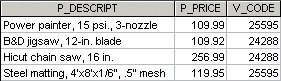 P_DESCRIPT P_PRICE V_CODE
Power painter, 15 psi., 3-nozzle 109.99 25595
B&D jigsaw, 12-in. blade 109.92 24288
Hicut chain saw, 16 in. 256.99 24288
Steel matting, 4'x8'x1/6", .5" mesh 119.95 25595